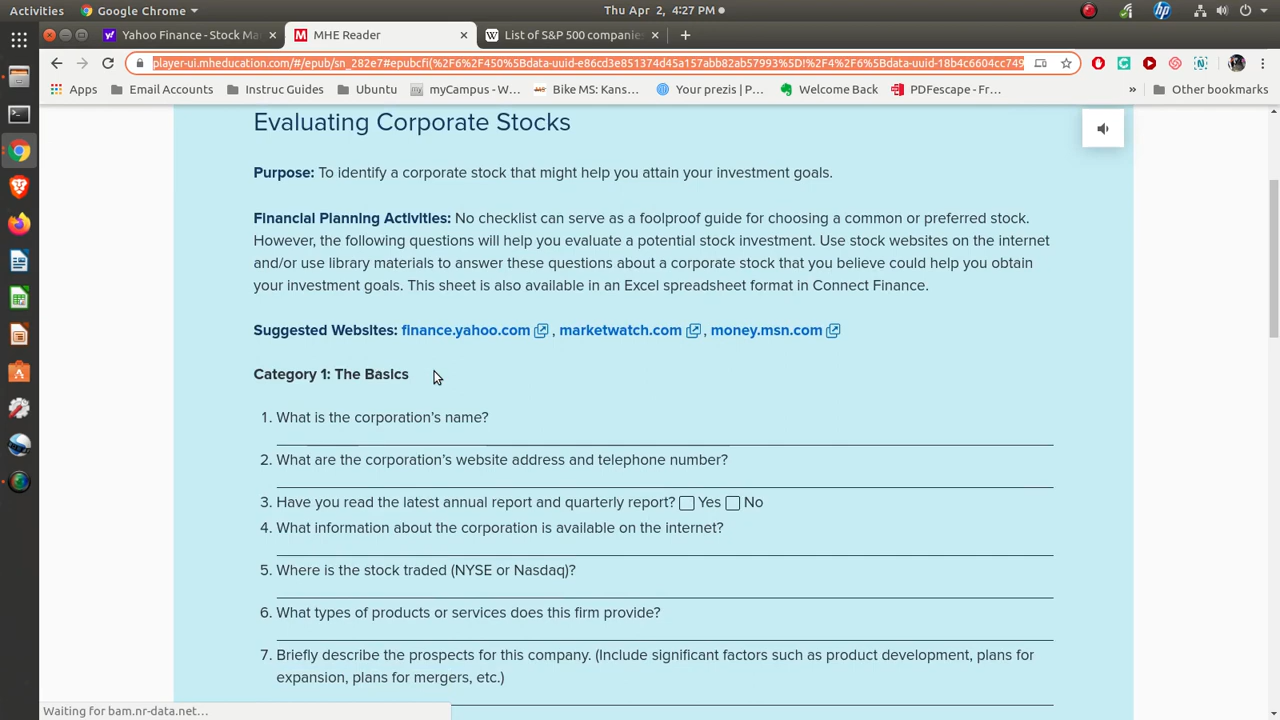 Activities Google Chrome Thu Apr 2, 4:27 PM
Yahoo Finance - Stock Ma
MHE Reader
List of S&P 500 companies
player-ui.mheducation.com/#/epub/sn_282e7#epubcfi(%2F6%2F450%5Bdata-uuid-e86cd3e851374d45a157abb82ab57993%5D!%2F4%2F6%5Bdata-uuid-18b4c6604cc749
Apps Email Accounts Instruc Guides Ubuntu myCampus - W... Bike MS: Kans... Your prezis | P... Welcome Back PDFescape - Fr... » Other bookmarks
Evaluating Corporate Stocks
Purpose: To identify a corporate stock that might help you attain your investment goals.
Financial Planning Activities: No checklist can serve as a foolproof guide for choosing a common or preferred stock.
However, the following questions will help you evaluate a potential stock investment. Use stock websites on the internet
and/or use library materials to answer these questions about a corporate stock that you believe could help you obtain
your investment goals. This sheet is also available in an Excel spreadsheet format in Connect Finance.
Suggested Websites: finance.yahoo.com , marketwatch.com , money.msn.com
Category 1: The Basics
1. What is the corporation's name?
2. What are the corporation's website address and telephone number?
3. Have you read the latest annual report and quarterly report? Yes No
4. What information about the corporation is available on the internet?
5. Where is the stock traded (NYSE or Nasdaq)?
6. What types of products or services does this firm provide?
7. Briefly describe the prospects for this company. (Include significant factors such as product development, plans for
expansion, plans for mergers, etc.)
Waiting for bam.nr-data.net...